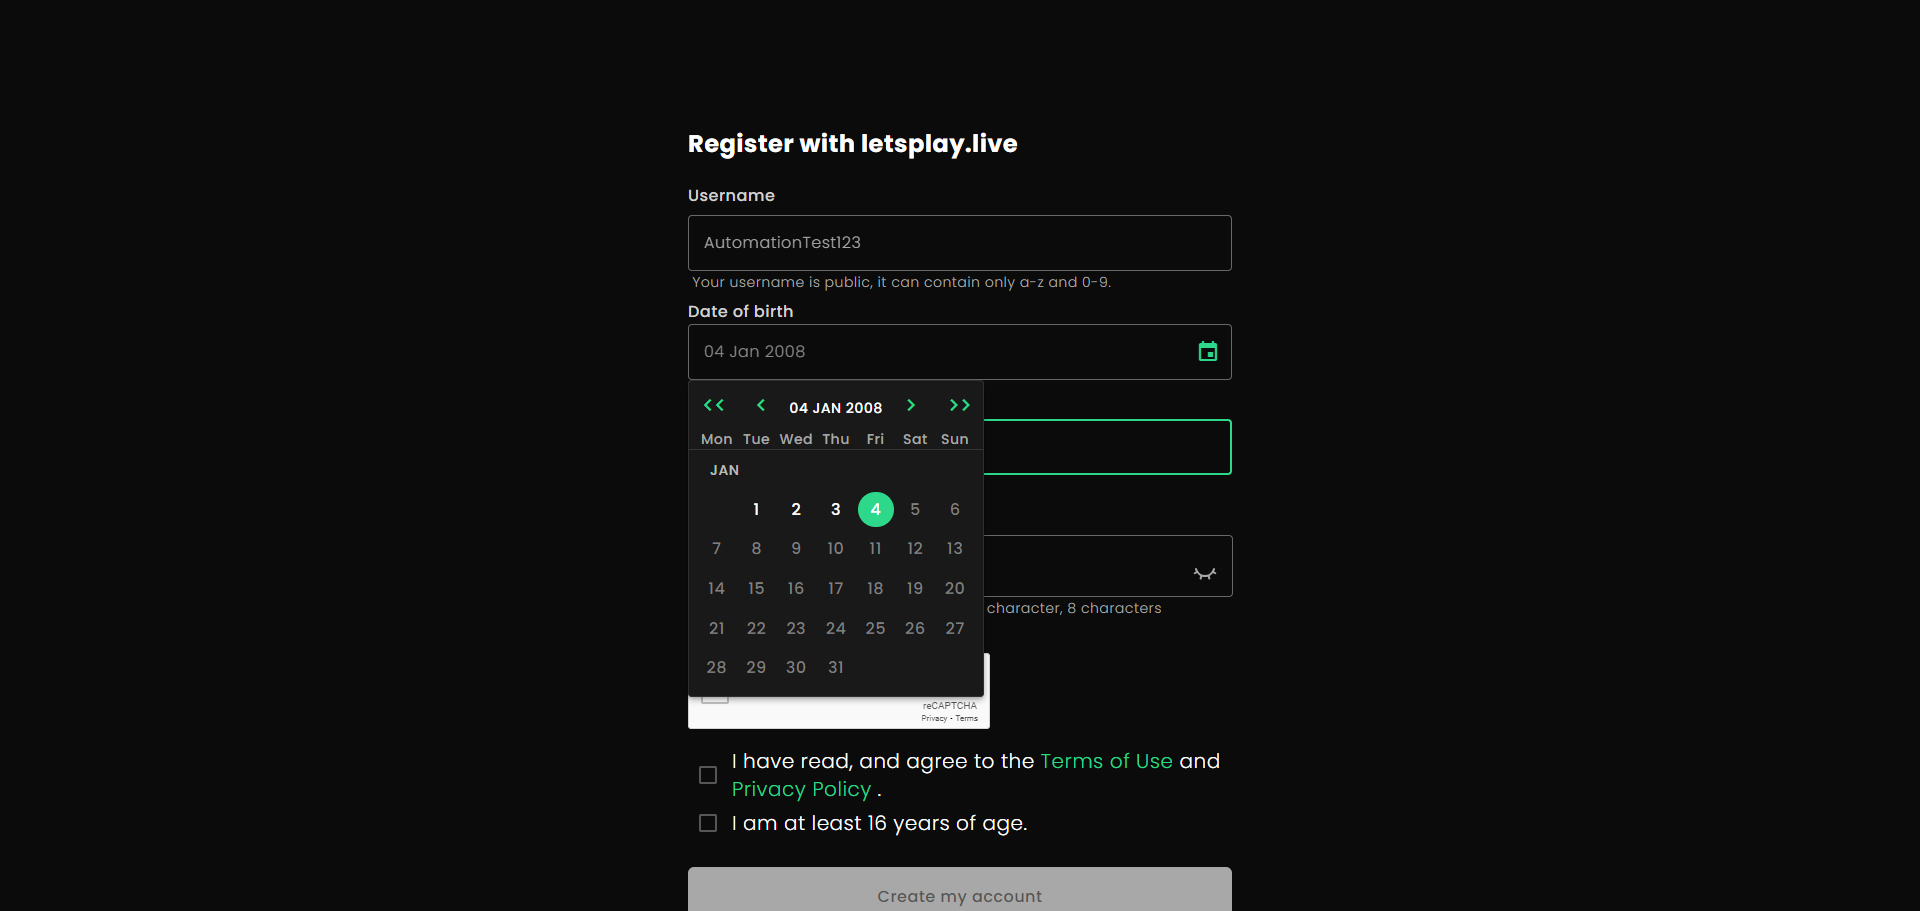 Register with letsplay.live
Username
AutomationTest123
Your username is public, it can contain only a-z and 0-9.
Date of birth
04 Jan 2008
04 JAN 2008
Mon Tue Wed Thu Fri Sat Sun
JAN
1 2 3 4 5 6
7 8 9 10 11 12 13
14 15 16 17 18 19 20
21 22 23 24 25 26 27
28 29 30 31
character, 8 characters
reCAPTCHA
Privacy - Terms
I have read, and agree to the Terms of Use and
Privacy Policy .
I am at least 16 years of age.
Create my account